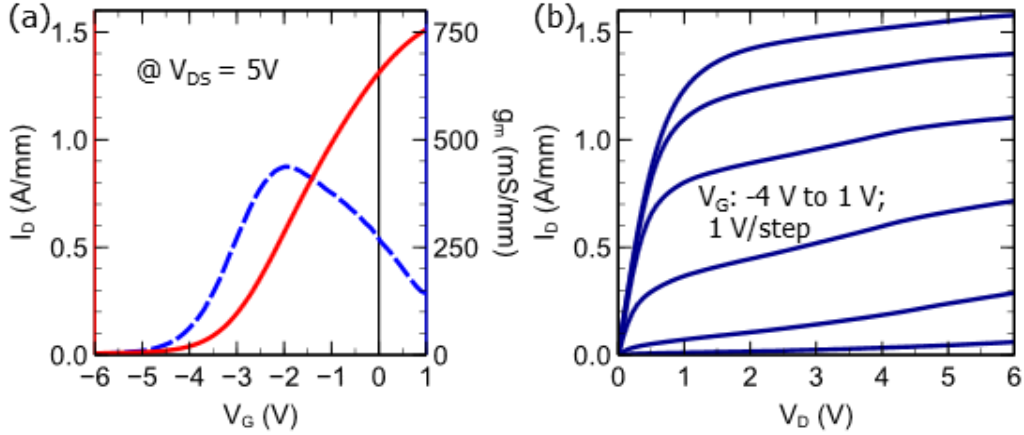 (a)
@ V_DS = 5V
I_D (A/mm)
1.5
1.0
0.5
0.0
750
500
250
0
g_m (mS/mm)
−6 −5 −4 −3 −2 −1 0 1
V_G (V)
(b)
V_G: -4 V to 1 V;
1 V/step
I_D (A/mm)
1.5
1.0
0.5
0.0
0 1 2 3 4 5 6
V_D (V)